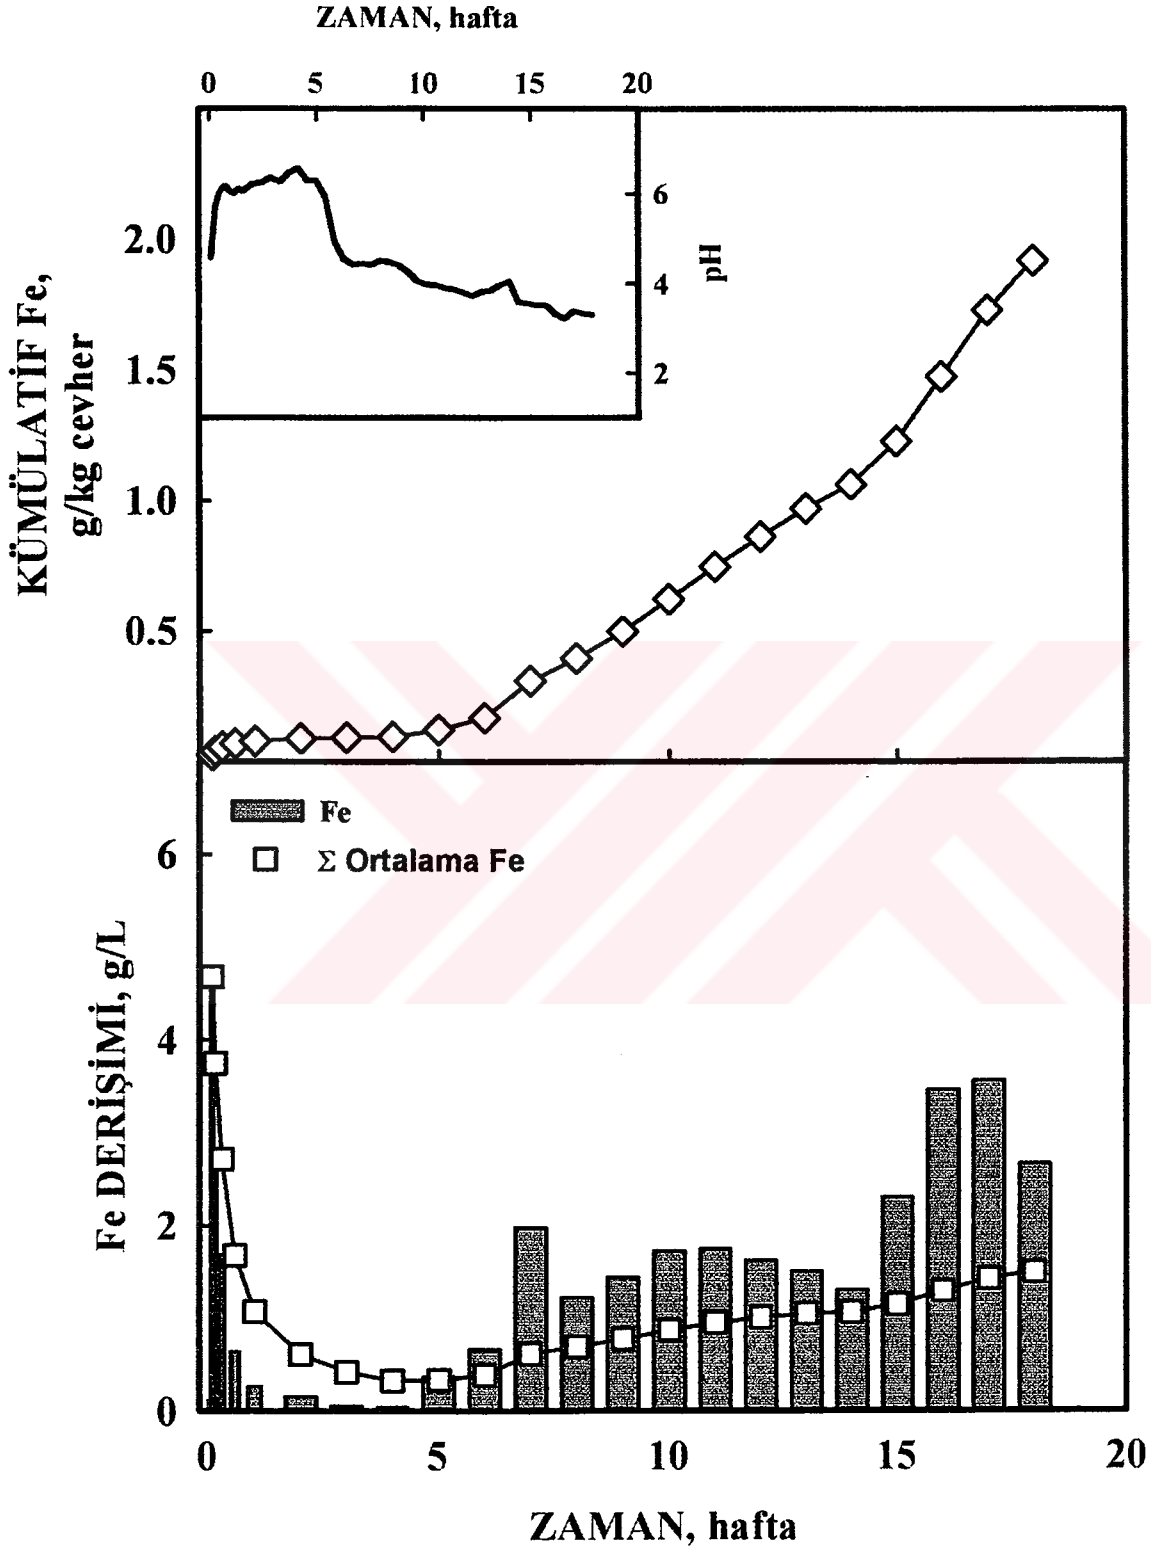 ZAMAN, hafta
0 5 10 15 20
6
4
2
pH
2.0
1.5
1.0
0.5
KÜMÜLATİF Fe,
g/kg cevher
Fe
Σ Ortalama Fe
6
4
2
0
Fe DERİŞİMİ, g/L
0 5 10 15 20
ZAMAN, hafta